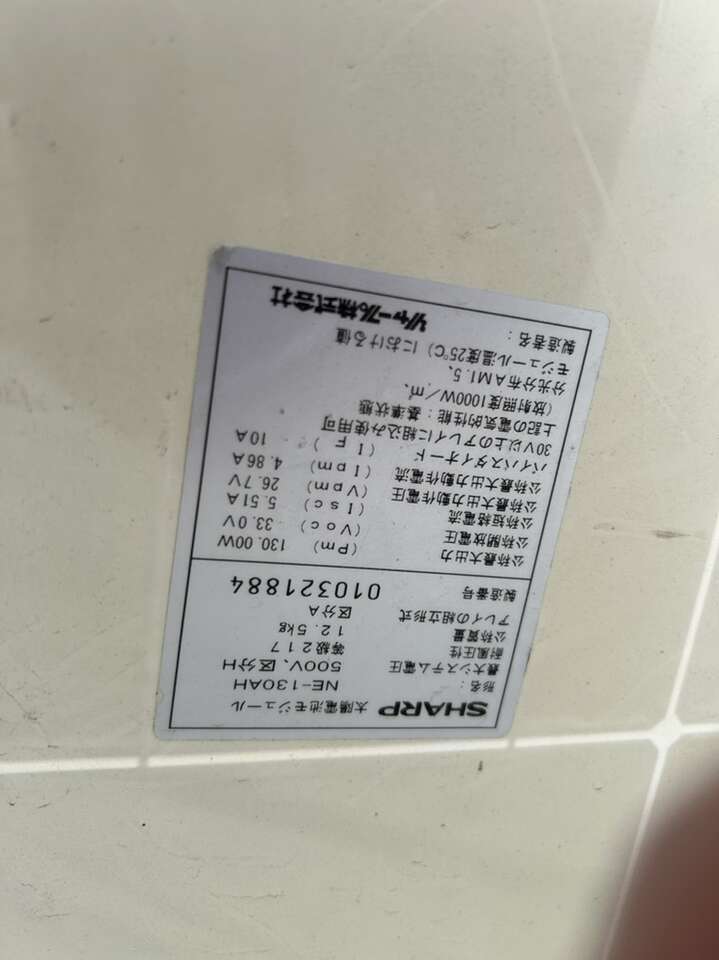 SHARP 太陽電池モジュール
形名: NE-130AH
最大システム電圧 500V、区分H
耐風圧性 等級217
公称質量 12.5kg
アレイの組立形式 区分A
製造番号 010321884
公称最大出力 (Pm) 130.00W
公称開放電圧 (Voc) 33.0V
公称短絡電流 (Isc) 5.51A
公称最大出力動作電圧 (Vpm) 26.7V
公称最大出力動作電流 (Ipm) 4.86A
バイパスダイオード (IF) 10A
30V以上のアレイに組込み使用可
上記の電気的性能:基準状態
(放射照度1000W/㎡、
分光分布AM1.5、
モジュール温度25℃)における値
製造者名:
シャープ株式会社